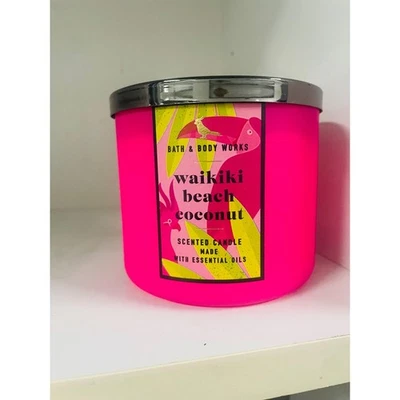 BATH & BODY WORKS
waikiki
beach
coconut
SCENTED CANDLE
MADE
WITH ESSENTIAL OILS